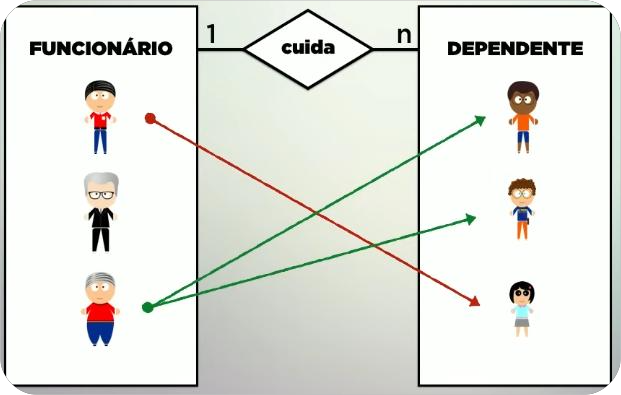 FUNCIONÁRIO
1
cuida
n
DEPENDENTE